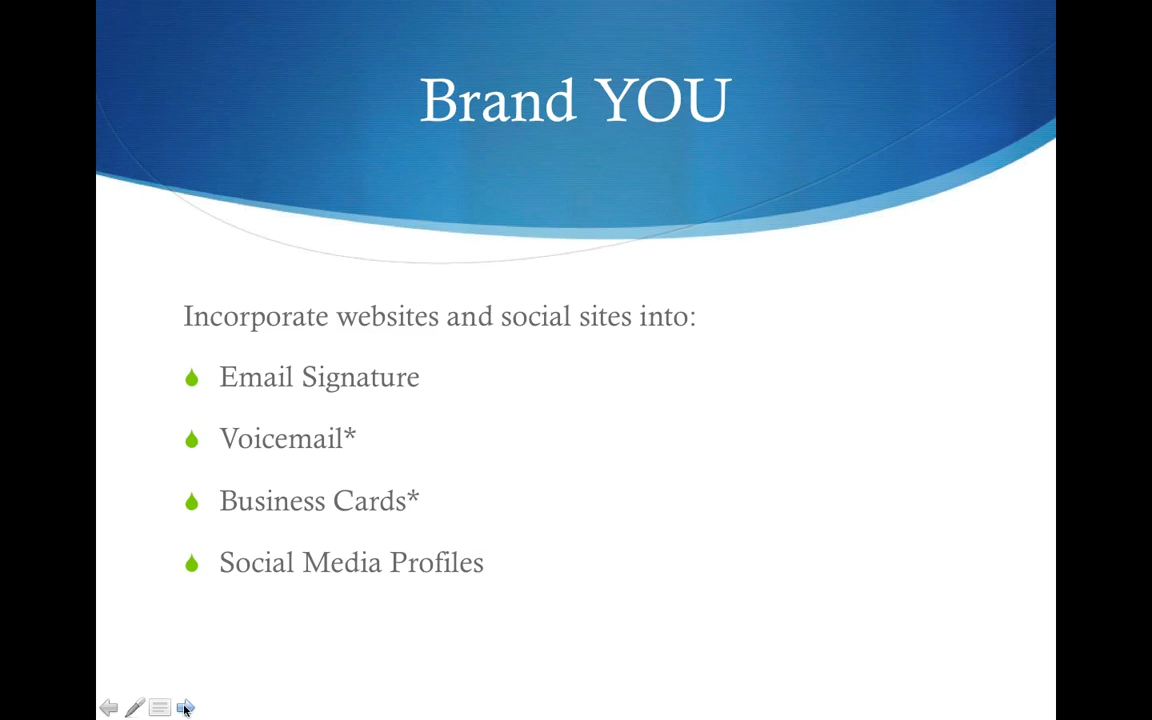 Brand YOU
Incorporate websites and social sites into:
Email Signature
Voicemail*
Business Cards*
Social Media Profiles